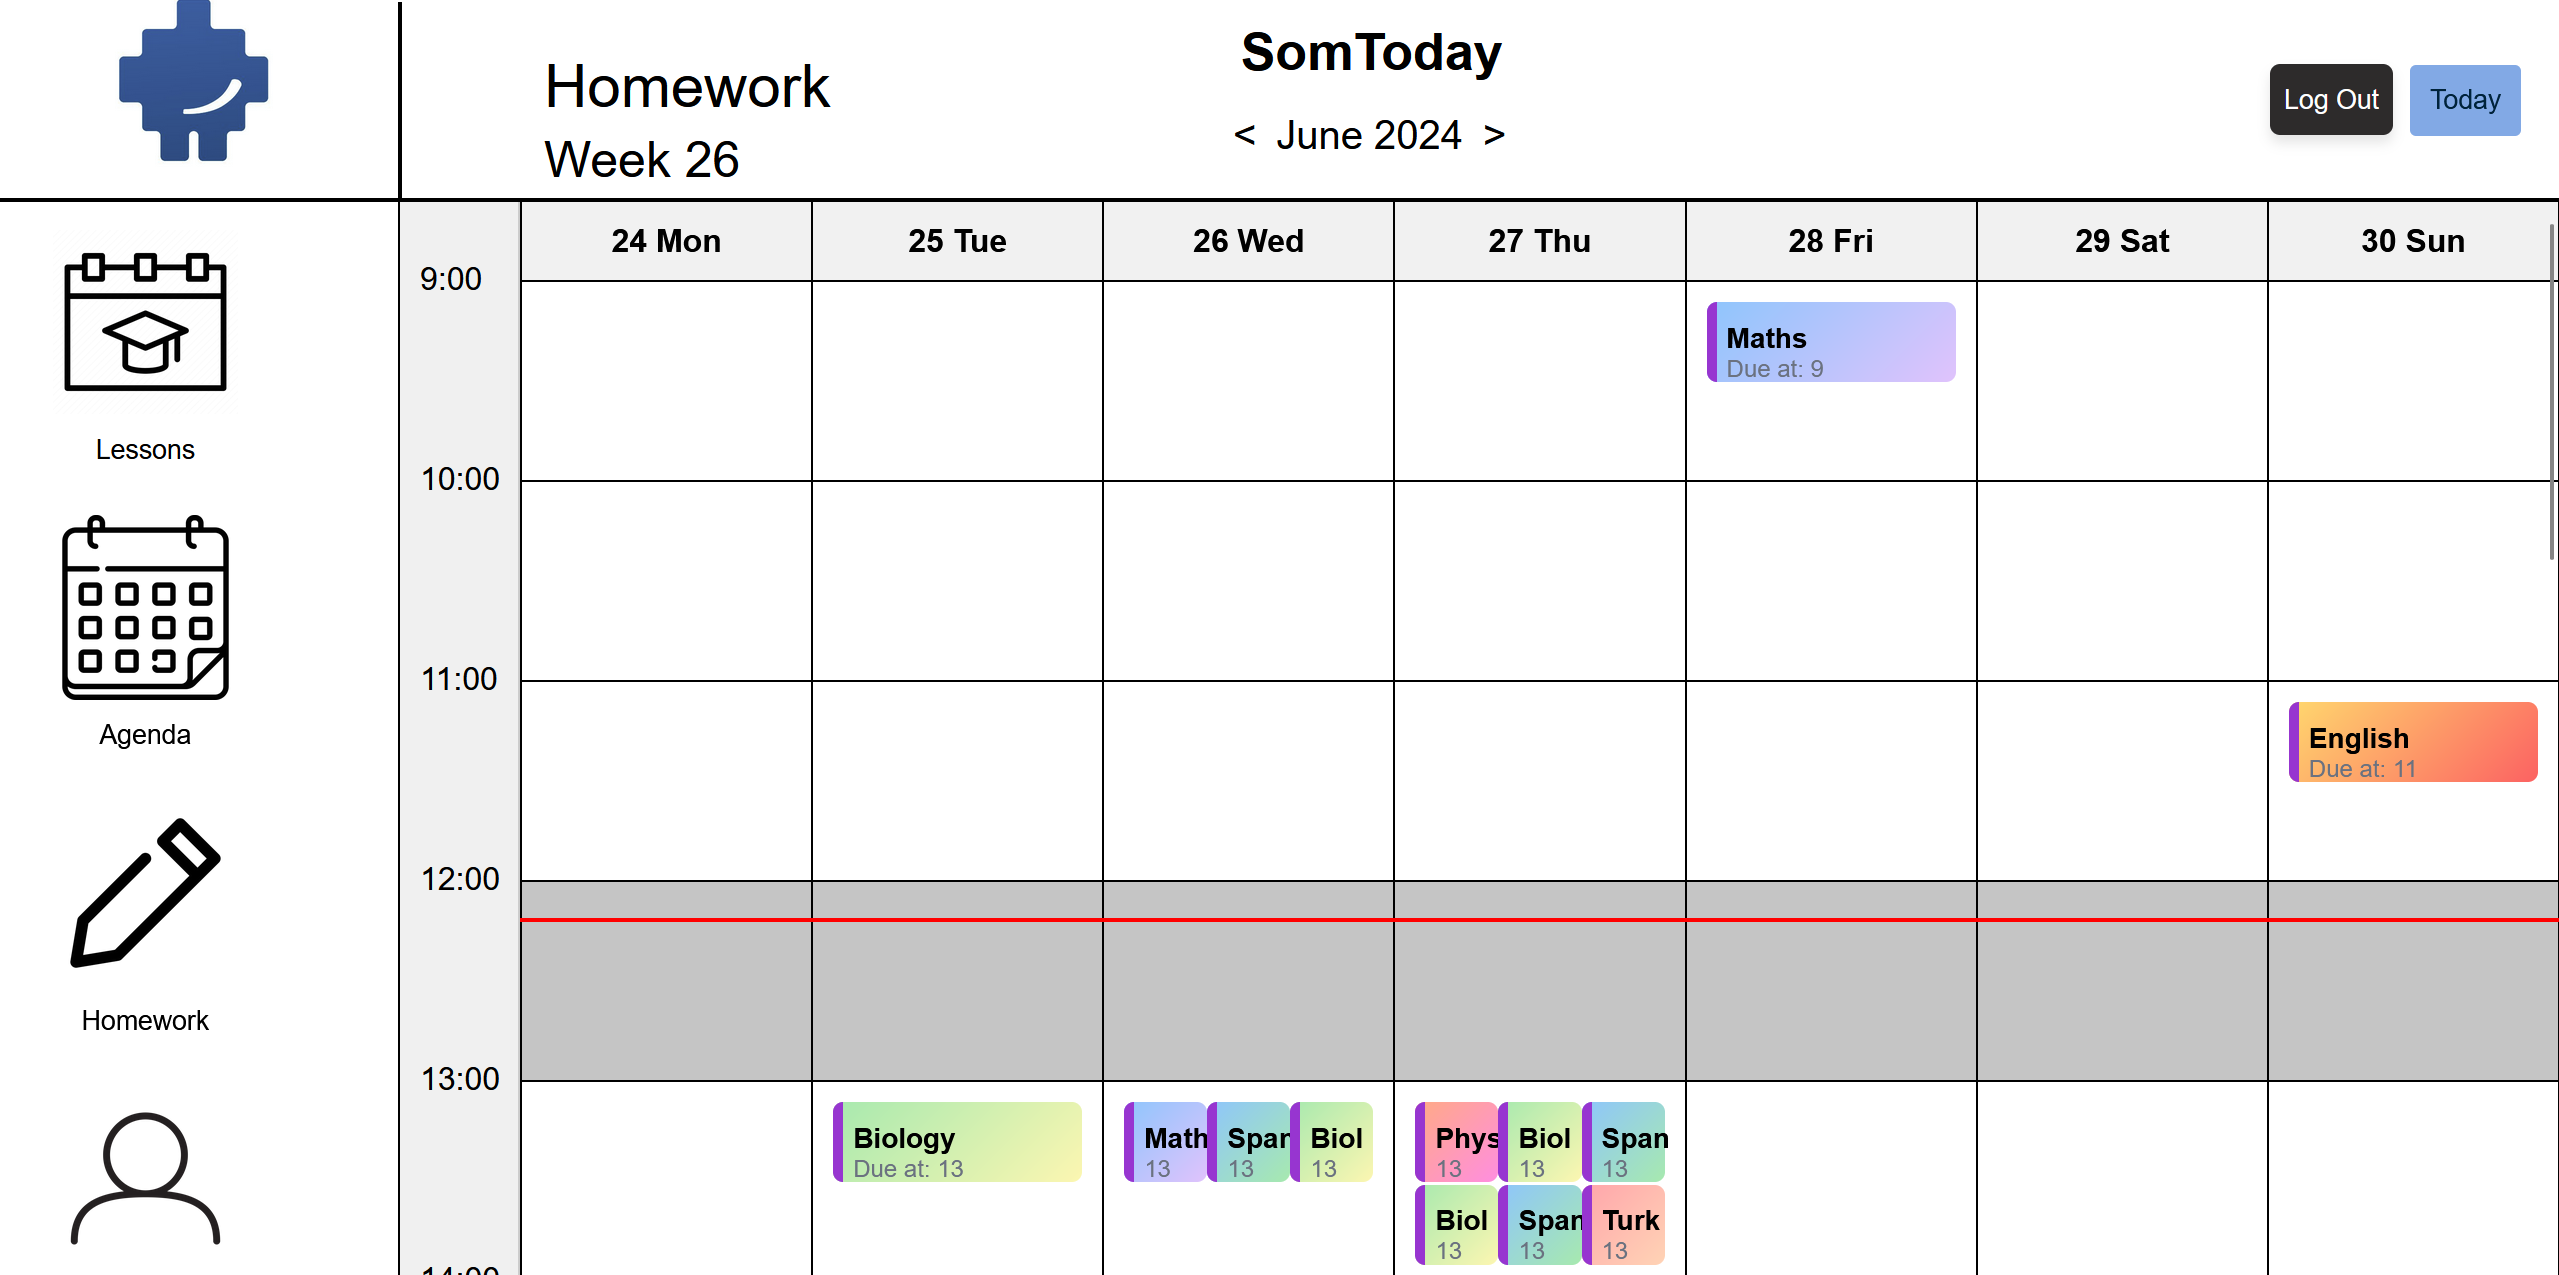 SomToday
Homework
Week 26
< June 2024 >
Log Out
Today
24 Mon
25 Tue
26 Wed
27 Thu
28 Fri
29 Sat
30 Sun
Lessons
Agenda
Homework
9:00
Maths
Due at: 9
10:00
11:00
English
Due at: 11
12:00
13:00
Biology
Due at: 13
Math
13
Span
13
Biol
13
Phys
13
Biol
13
Span
13
Biol
13
Span
13
Turk
13
14:00